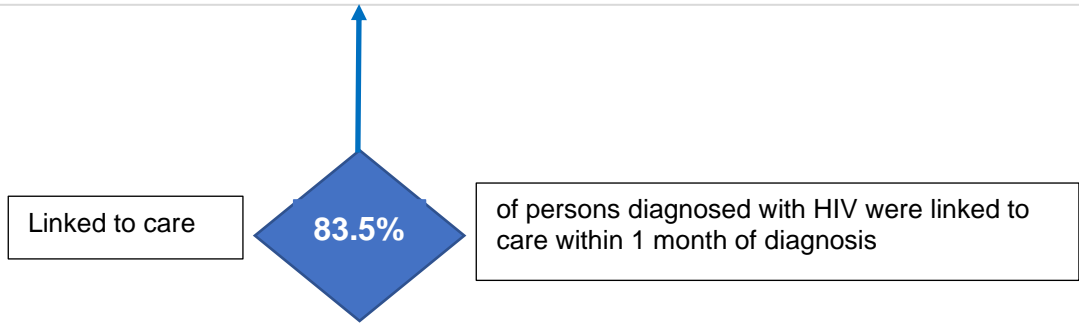 Linked to care
83.5%
of persons diagnosed with HIV were linked to
care within 1 month of diagnosis